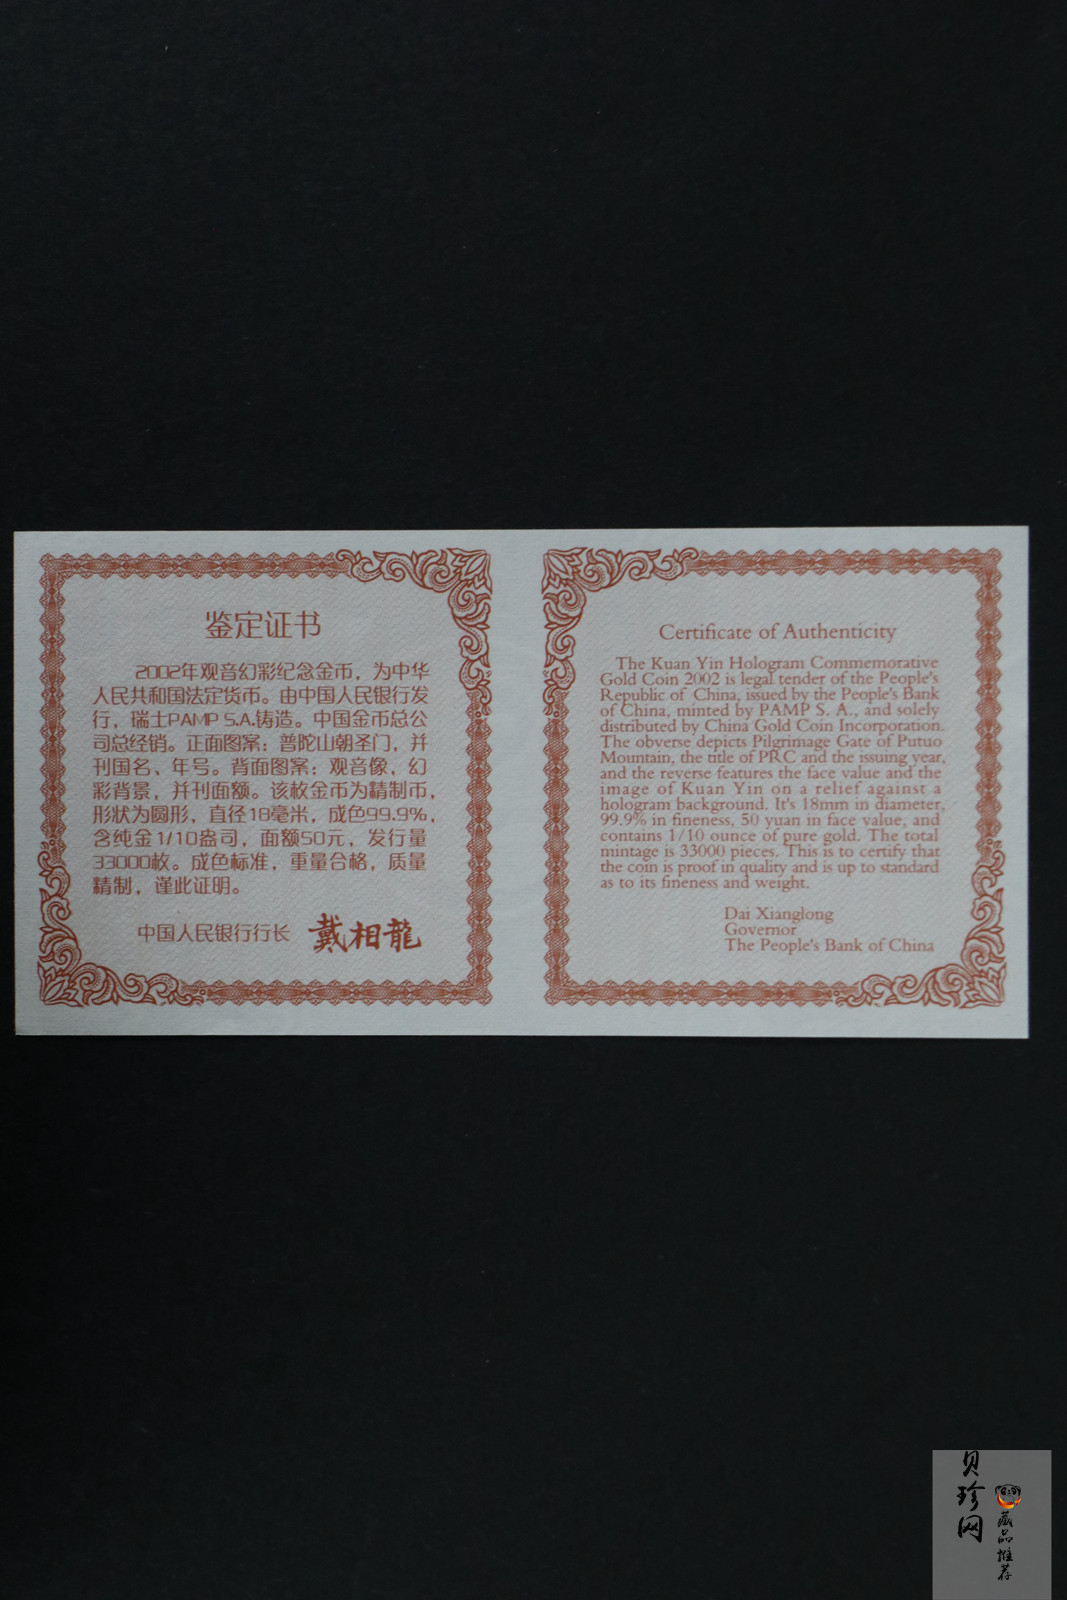 鉴定证书
2002年观音幻彩纪念金币，为中华
人民共和国法定货币。由中国人民银行发
行，瑞士PAMP S.A.铸造。中国金币总公
司总经销。正面图案：普陀山朝圣门，并
刊国名、年号。背面图案：观音像，幻
彩背景，并刊面额。该枚金币为精制币，
形状为圆形，直径18毫米，成色99.9%，
含纯金1/10盎司，面额50元，发行量
33000枚。成色标准，重量合格，质量
精制，谨此证明。
中国人民银行行长 戴相龍
Certificate of Authenticity
The Kuan Yin Hologram Commemorative
Gold Coin 2002 is legal tender of the People's
Republic of China, issued by the People's Bank
of China, minted by PAMP S. A., and solely
distributed by China Gold Coin Incorporation.
The obverse depicts Pilgrimage Gate of Putuo
Mountain, the title of PRC and the issuing year,
and the reverse features the face value and the
image of Kuan Yin on a relief against a
hologram background. It's 18mm in diameter,
99.9% in fineness, 50 yuan in face value, and
contains 1/10 ounce of pure gold. The total
mintage is 33000 pieces. This is to certify that
the coin is proof in quality and is up to standard
as to its fineness and weight.
Dai Xianglong
Governor
The People's Bank of China
贝珍网
藏品推荐